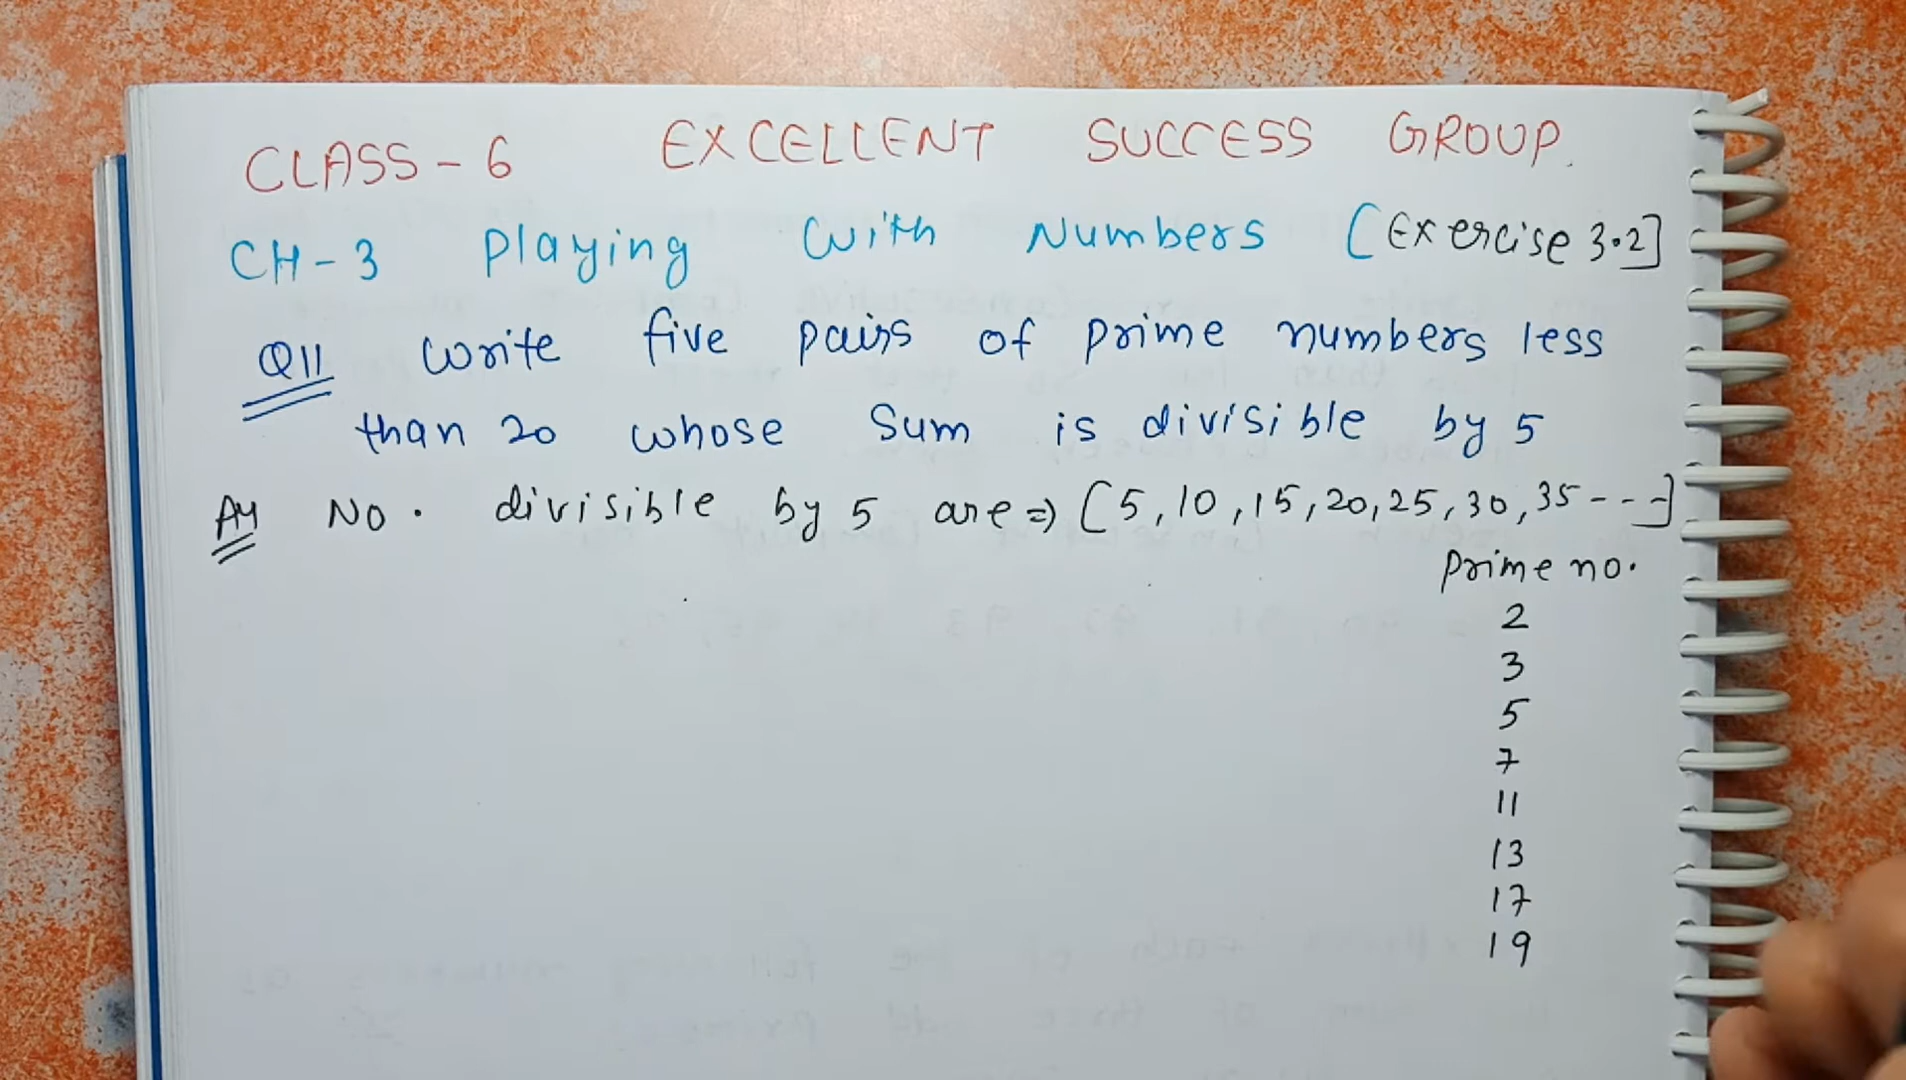 CLASS - 6 EXCELLENT SUCCESS GROUP.
CH - 3 Playing With Numbers [Exercise 3.2]
Q11 Write five pairs of prime numbers less
than 20 whose Sum is divisible by 5
No. divisible by 5 are ⇒ [5, 10, 15, 20, 25, 30, 35 - - -]
Prime no.
2
3
5
7
11
13
17
19